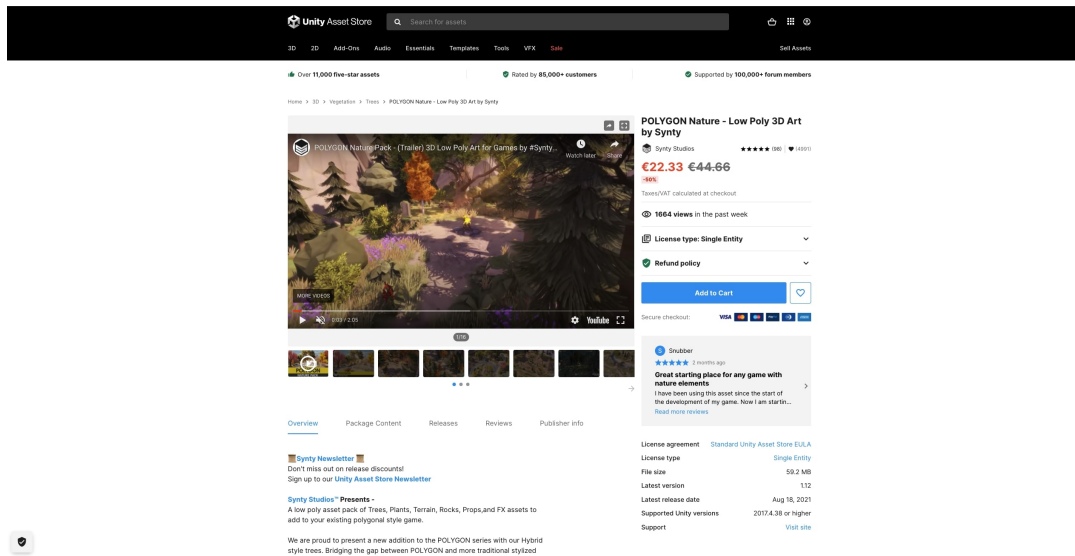 Unity Asset Store
Search for assets
3D 2D Add-Ons Audio Essentials Templates Tools VFX Sale Sell Assets
Over 11,000 five-star assets
Rated by 85,000+ customers
Supported by 100,000+ forum members
Home > 3D > Vegetation > Trees > POLYGON Nature - Low Poly 3D Art by Synty
POLYGON Nature Pack - (Trailer) 3D Low Poly Art for Games by #Synty...
Watch later
Share
MORE VIDEOS
0:03 / 2:05
YouTube
1/16
Overview Package Content Releases Reviews Publisher info
Synty Newsletter
Don't miss out on release discounts!
Sign up to our Unity Asset Store Newsletter
Synty Studios™ Presents -
A low poly asset pack of Trees, Plants, Terrain, Rocks, Props,and FX assets to
add to your existing polygonal style game.
We are proud to present a new addition to the POLYGON series with our Hybrid
style trees. Bridging the gap between POLYGON and more traditional stylized
POLYGON Nature - Low Poly 3D Art
by Synty
Synty Studios ★★★★★ (98) | (4991)
€22.33 €44.66
-50%
Taxes/VAT calculated at checkout
1664 views in the past week
License type: Single Entity
Refund policy
Add to Cart
Secure checkout: VISA
S Snubber
★★★★★ 2 months ago
Great starting place for any game with
nature elements
I have been using this asset since the start of
the development of my game. Now I am startin...
Read more reviews
License agreement Standard Unity Asset Store EULA
License type Single Entity
File size 59.2 MB
Latest version 1.12
Latest release date Aug 18, 2021
Supported Unity versions 2017.4.38 or higher
Support Visit site